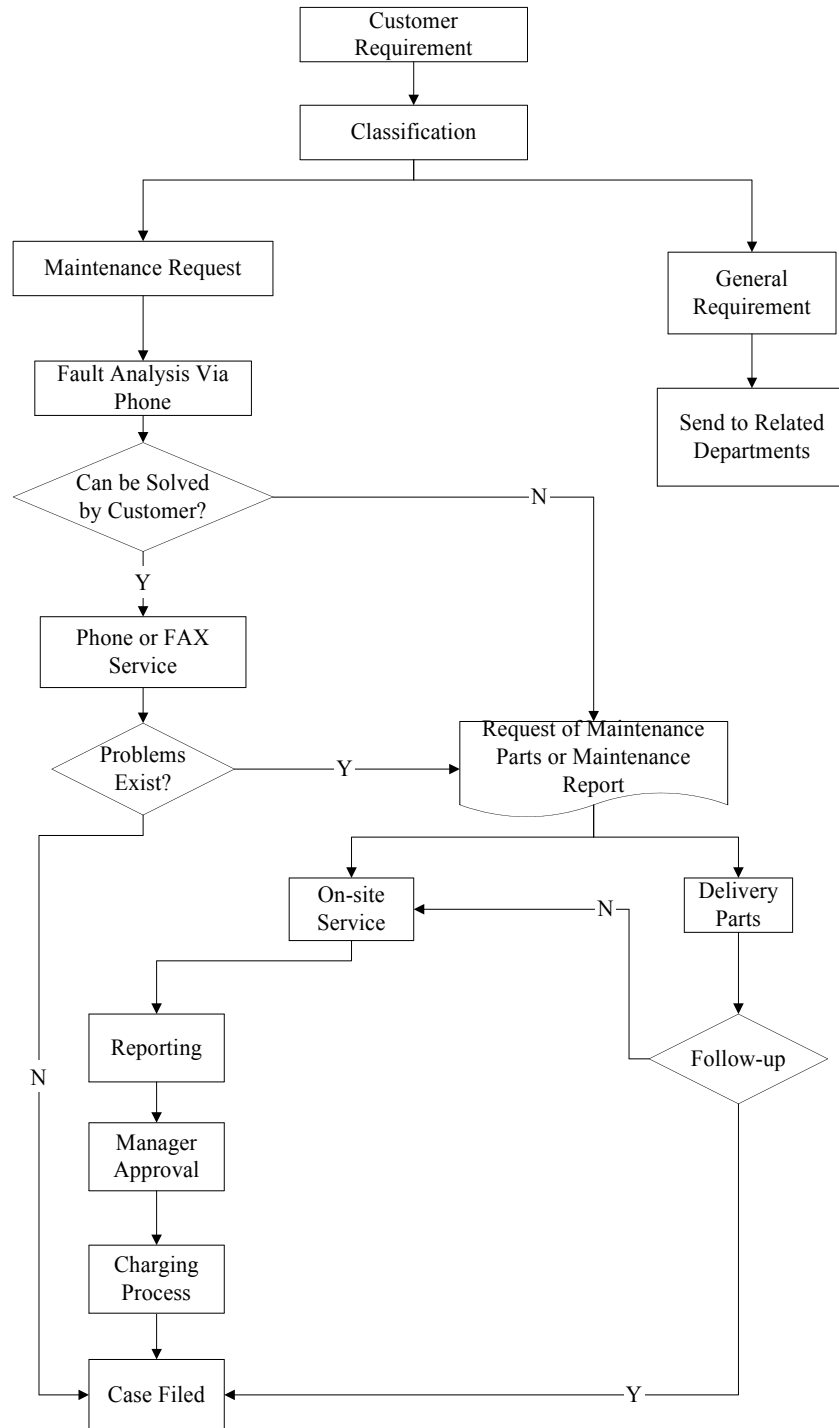 Customer
Requirement
Classification
Maintenance Request
General
Requirement
Fault Analysis Via
Phone
Send to Related
Departments
Can be Solved
by Customer?
N
Y
Phone or FAX
Service
Request of Maintenance
Parts or Maintenance
Report
Problems
Exist?
Y
On-site
Service
Delivery
Parts
N
Reporting
Follow-up
N
Manager
Approval
Charging
Process
Case Filed
Y